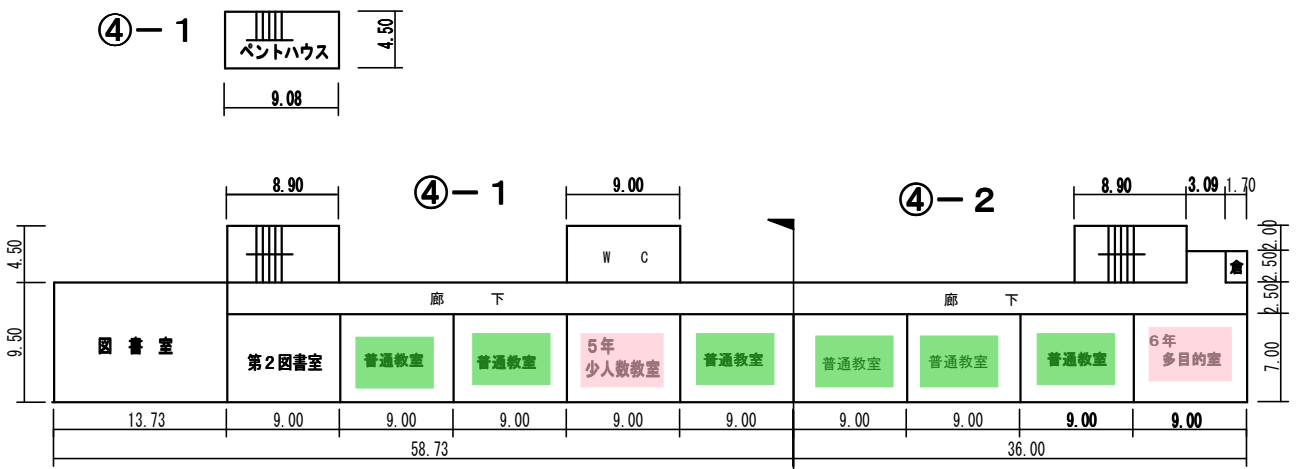 ④－１
ペントハウス
4.50
9.08
8.90
④－１
9.00
④－２
8.90
3.09
1.70
4.50
W C
2.00
2.50
倉
廊 下
廊 下
2.50
9.50
図 書 室
第２図書室
普通教室
普通教室
５年
少人数教室
普通教室
普通教室
普通教室
普通教室
６年
多目的室
7.00
13.73
9.00
9.00
9.00
9.00
9.00
9.00
9.00
9.00
9.00
58.73
36.00